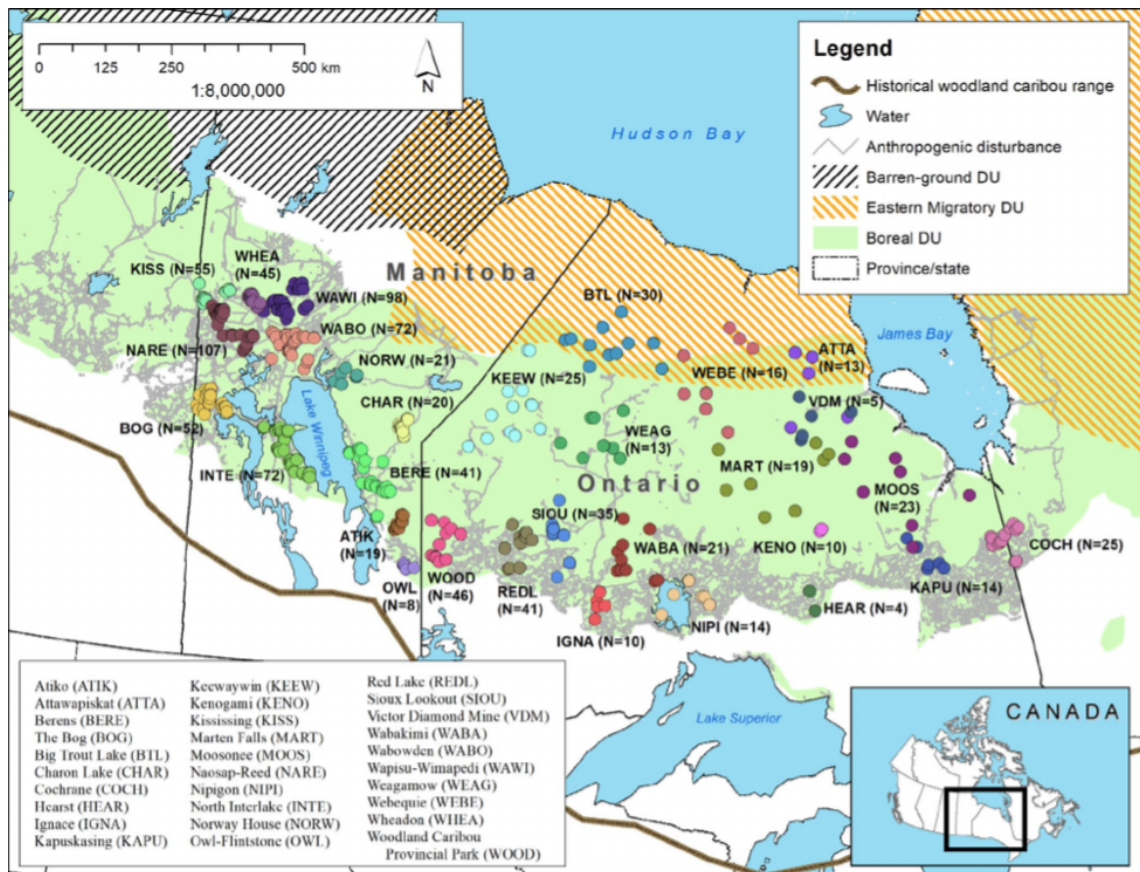 0 125 250 500 km
1:8,000,000
N
Legend
Historical woodland caribou range
Water
Anthropogenic disturbance
Barren-ground DU
Eastern Migratory DU
Boreal DU
Province/state
Hudson Bay
KISS (N=55)
WHEA
(N=45)
Manitoba
WAWI (N=98)
BTL (N=30)
WABO (N=72)
James Bay
NARE (N=107)
NORW (N=21)
ATTA
(N=13)
KEEW (N=25)
WEBE (N=16)
CHAR (N=20)
VDM (N=5)
Lake Winnipeg
BOG (N=52)
WEAG
(N=13)
INTE (N=72)
BERE (N=41)
MART (N=19)
Ontario
MOOS
(N=23)
SIOU (N=35)
ATIK
(N=19)
WABA (N=21)
KENO (N=10)
COCH (N=25)
OWL
(N=8)
WOOD
(N=46)
REDL
(N=41)
KAPU (N=14)
HEAR (N=4)
NIPI (N=14)
IGNA (N=10)
Lake Superior
Atiko (ATIK)
Attawapiskat (ATTA)
Berens (BERE)
The Bog (BOG)
Big Trout Lake (BTL)
Charon Lake (CHAR)
Cochrane (COCH)
Hearst (HEAR)
Ignace (IGNA)
Kapuskasing (KAPU)
Keewaywin (KEEW)
Kenogami (KENO)
Kississing (KISS)
Marten Falls (MART)
Moosonee (MOOS)
Naosap-Reed (NARE)
Nipigon (NIPI)
North Interlake (INTE)
Norway House (NORW)
Owl-Flintstone (OWL)
Red Lake (REDL)
Sioux Lookout (SIOU)
Victor Diamond Mine (VDM)
Wabakimi (WABA)
Wabowden (WABO)
Wapisu-Wimapedi (WAWI)
Weagamow (WEAG)
Webequie (WEBE)
Wheadon (WHEA)
Woodland Caribou
Provincial Park (WOOD)
CANADA